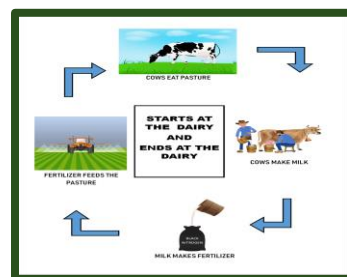 COWS EAT PASTURE
STARTS AT
THE DAIRY
AND
ENDS AT THE
DAIRY
COWS MAKE MILK
FERTILIZER FEEDS THE
PASTURE
MILK MAKES FERTILIZER